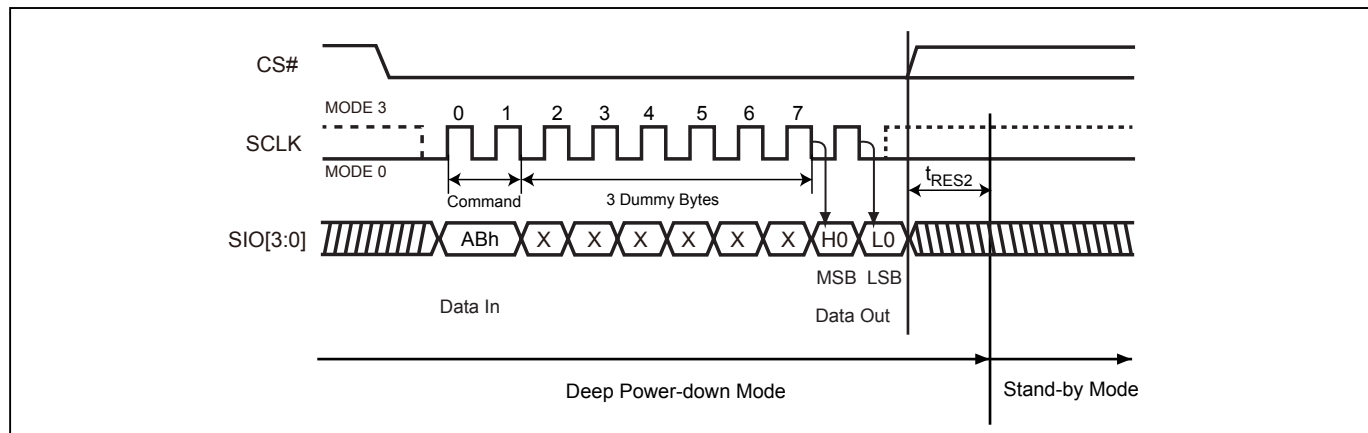 CS#
MODE 3
0 1 2 3 4 5 6 7
SCLK
MODE 0
tRES2
Command
3 Dummy Bytes
SIO[3:0]
ABh X X X X X X H0 L0
MSB LSB
Data In
Data Out
Deep Power-down Mode
Stand-by Mode